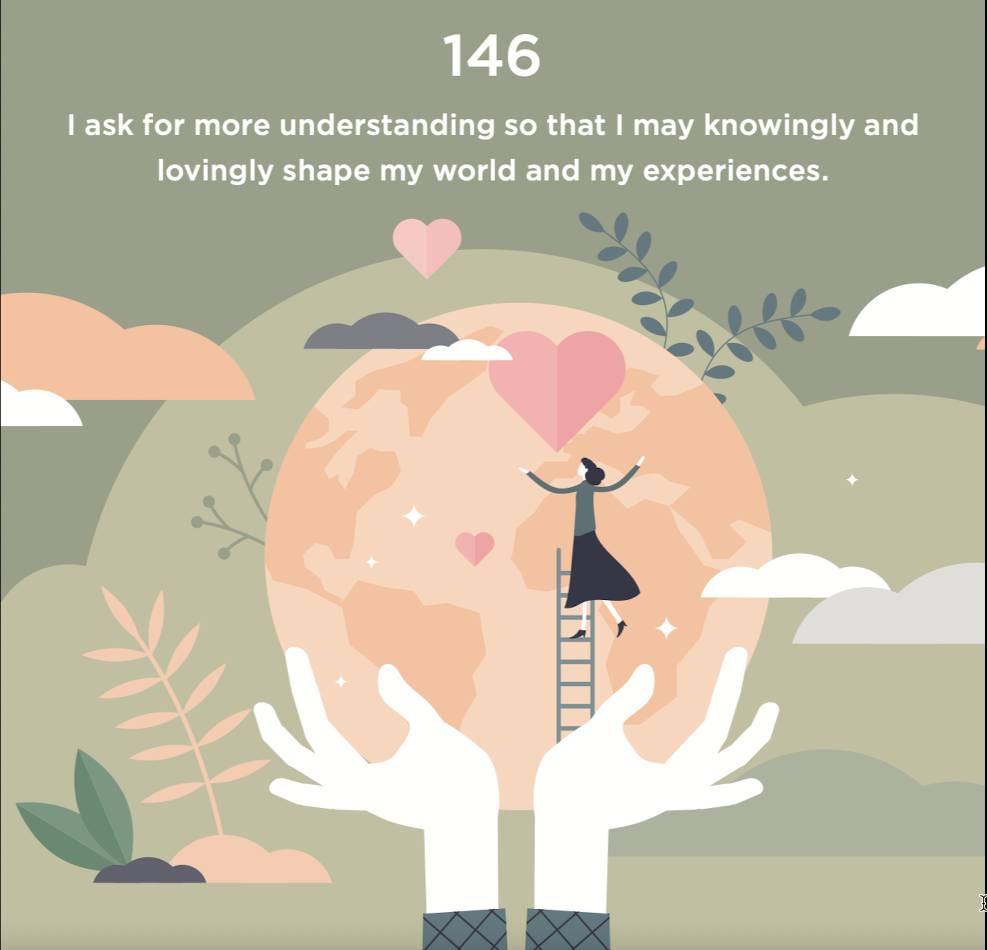 146
I ask for more understanding so that I may knowingly and
lovingly shape my world and my experiences.